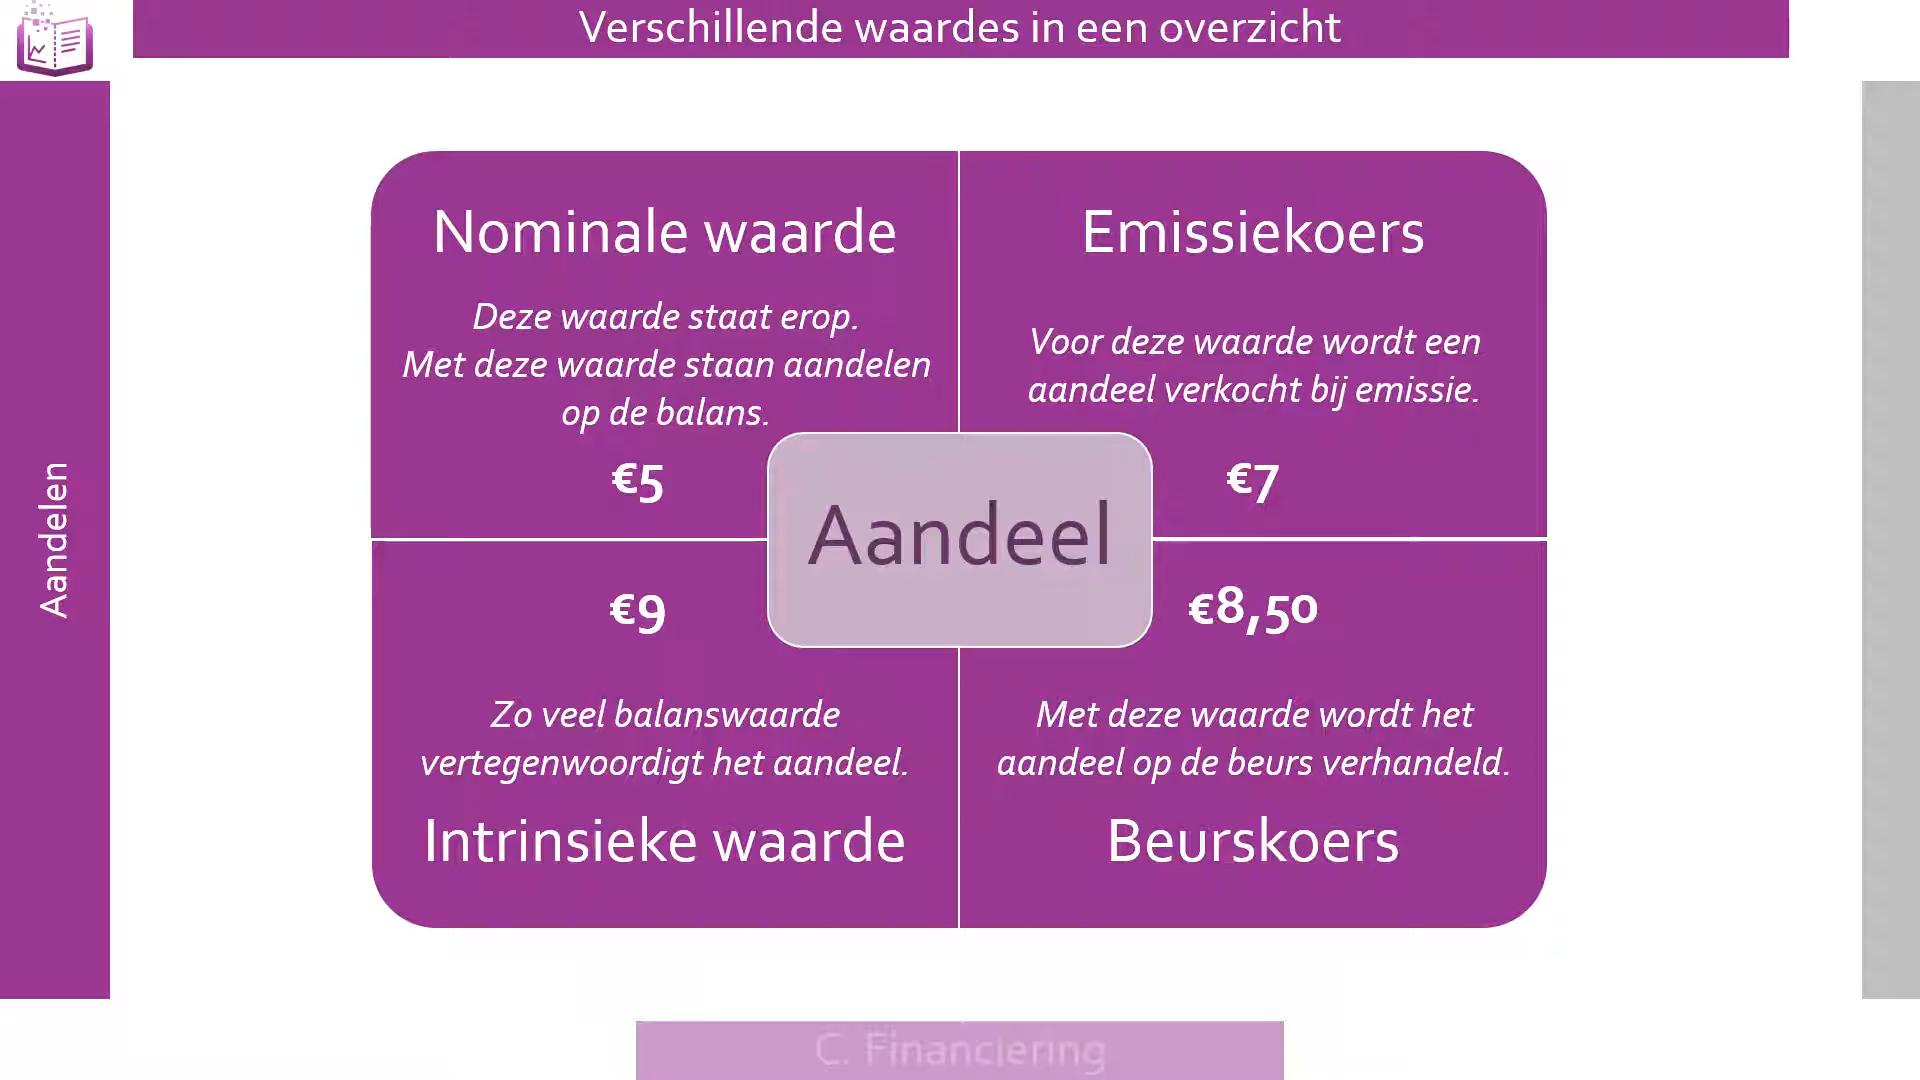 Verschillende waardes in een overzicht
Aandelen
Nominale waarde
Deze waarde staat erop.
Met deze waarde staan aandelen
op de balans.
€5
Emissiekoers
Voor deze waarde wordt een
aandeel verkocht bij emissie.
€7
Aandeel
€9
Zo veel balanswaarde
vertegenwoordigt het aandeel.
Intrinsieke waarde
€8,50
Met deze waarde wordt het
aandeel op de beurs verhandeld.
Beurskoers
C. Financiering